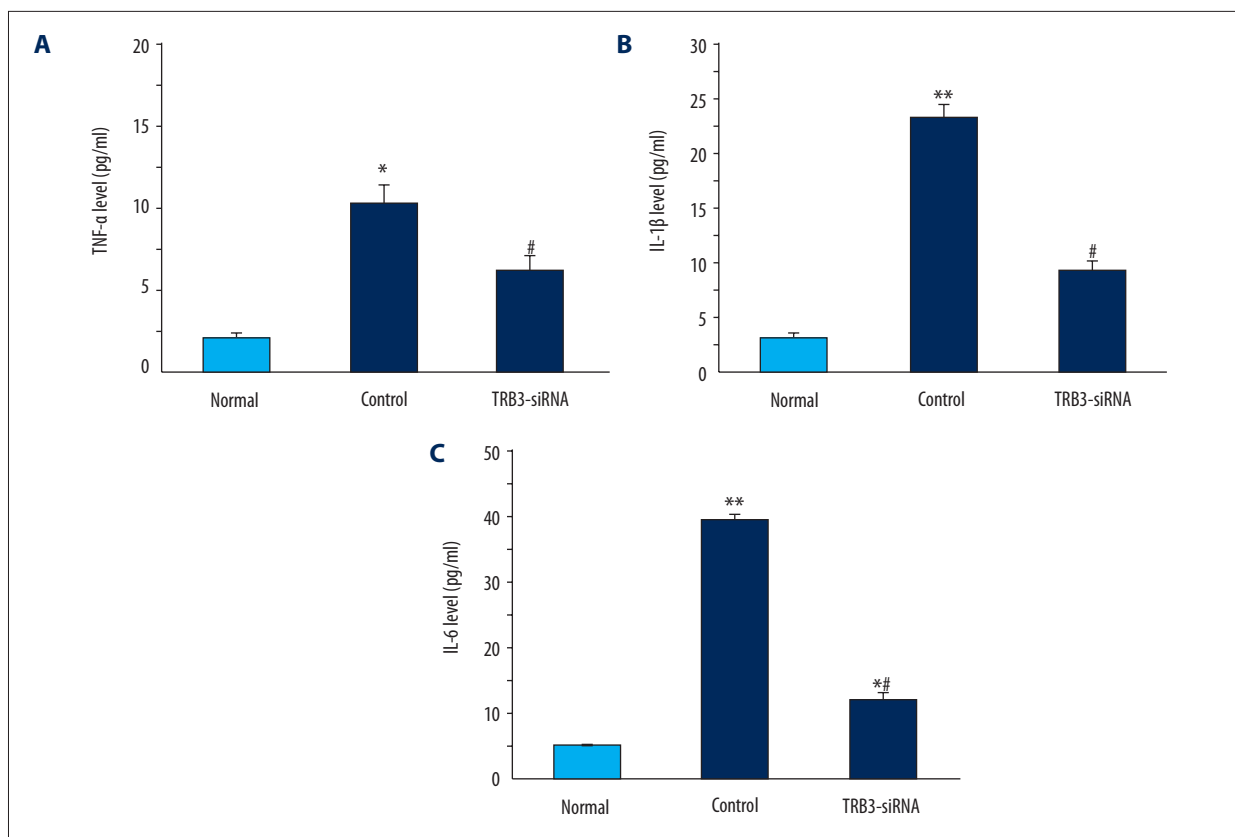 A
TNF-α level (pg/ml)
20
15
10
5
0
*
#
Normal Control TRB3-siRNA
B
IL-1β level (pg/ml)
30
25
20
15
10
5
0
**
#
Normal Control TRB3-siRNA
C
IL-6 level (pg/ml)
50
40
30
20
10
0
**
*#
Normal Control TRB3-siRNA